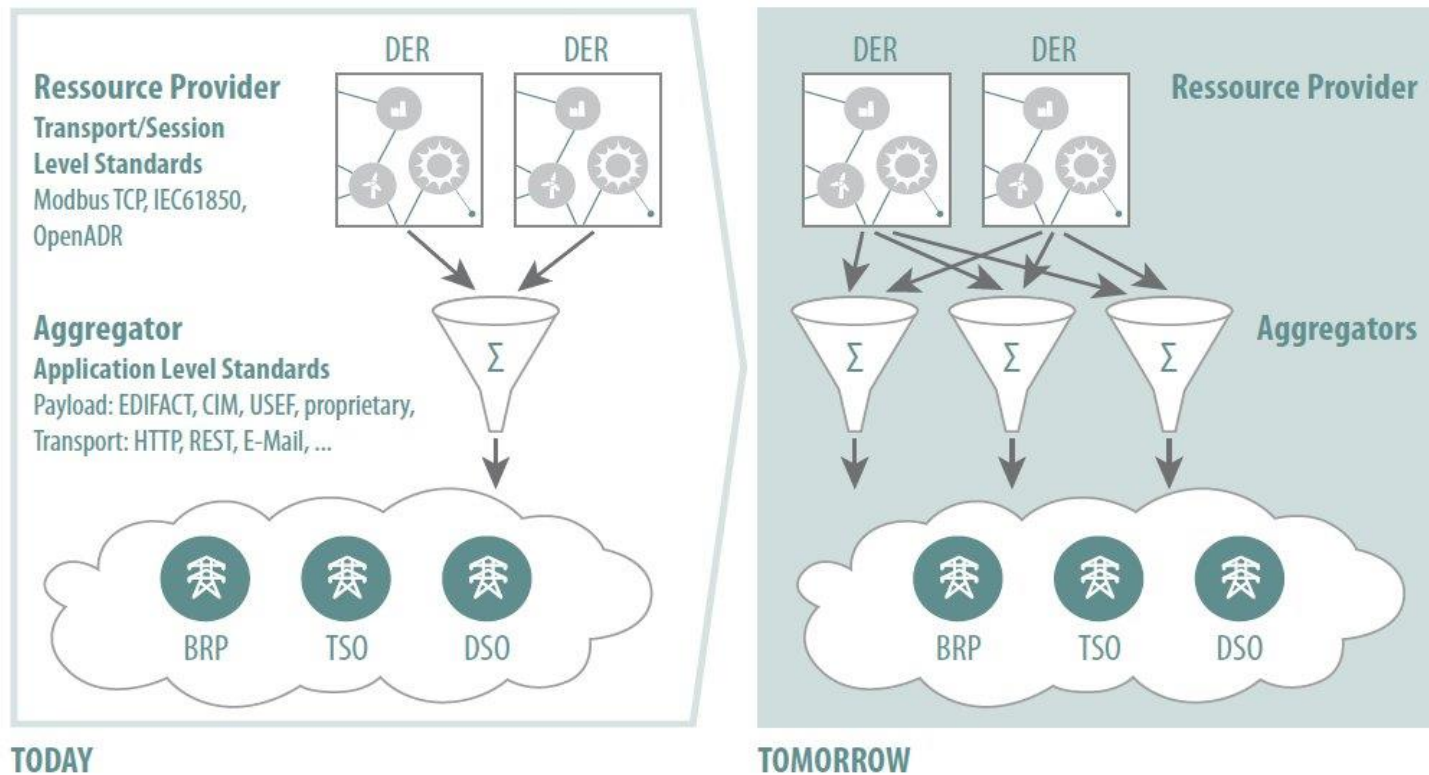 DER DER
Ressource Provider
Transport/Session
Level Standards
Modbus TCP, IEC61850,
OpenADR
Aggregator
Application Level Standards
Payload: EDIFACT, CIM, USEF, proprietary,
Transport: HTTP, REST, E-Mail, ...
Σ
BRP TSO DSO
TODAY
DER DER
Ressource Provider
Aggregators
Σ Σ Σ
BRP TSO DSO
TOMORROW